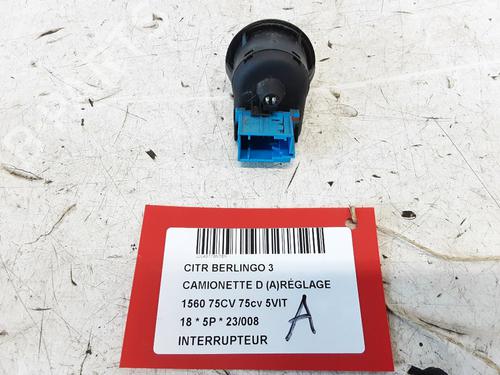 CITR BERLINGO 3
CAMIONETTE D (A)RÉGLAGE
1560 75CV 75cv 5VIT
18 * 5P * 23/008
INTERRUPTEUR
A